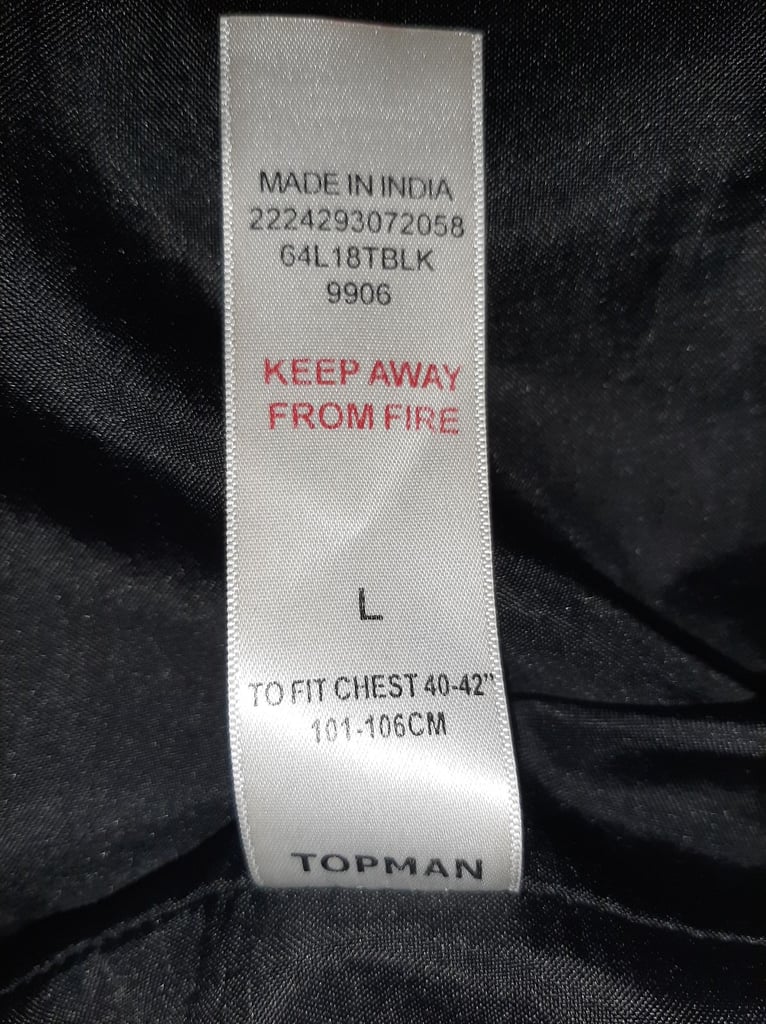 MADE IN INDIA
2224293072058
64L18TBLK
9906
KEEP AWAY
FROM FIRE
L
TO FIT CHEST 40-42"
101-106CM
TOPMAN